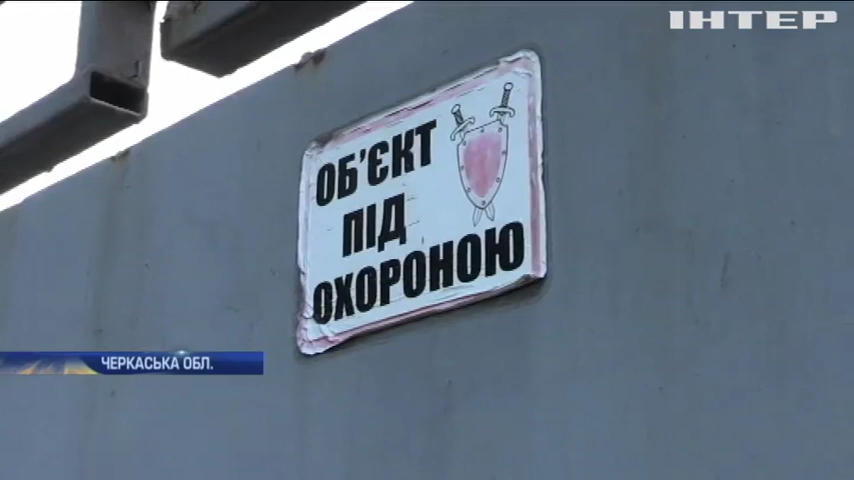 ІНТЕР
ОБ'ЄКТ
ПІД
ОХОРОНОЮ
ЧЕРКАСЬКА ОБЛ.